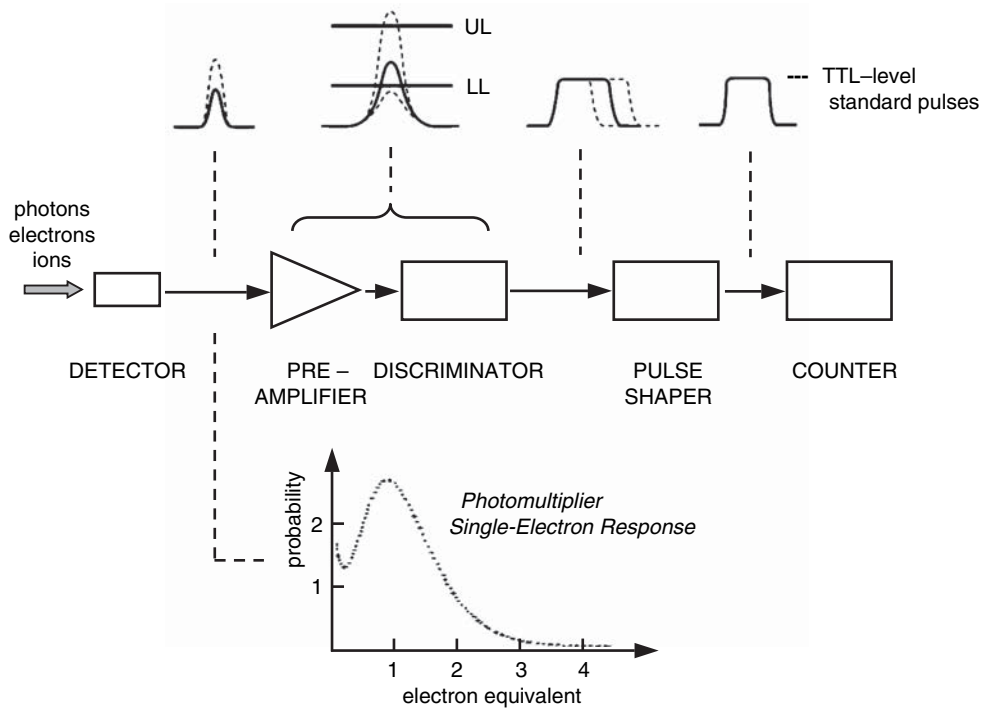 UL
LL
TTL–level
standard pulses
photons
electrons
ions
DETECTOR
PRE –
AMPLIFIER
DISCRIMINATOR
PULSE
SHAPER
COUNTER
Photomultiplier
Single-Electron Response
probability
2
1
1 2 3 4
electron equivalent